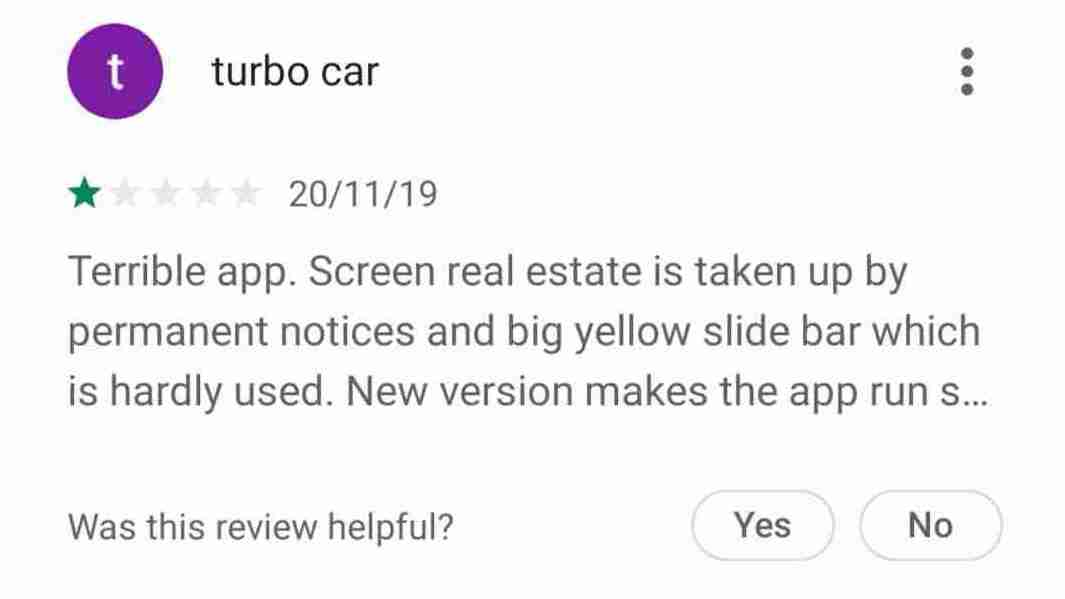 t
turbo car
20/11/19
Terrible app. Screen real estate is taken up by
permanent notices and big yellow slide bar which
is hardly used. New version makes the app run s...
Was this review helpful?
Yes
No